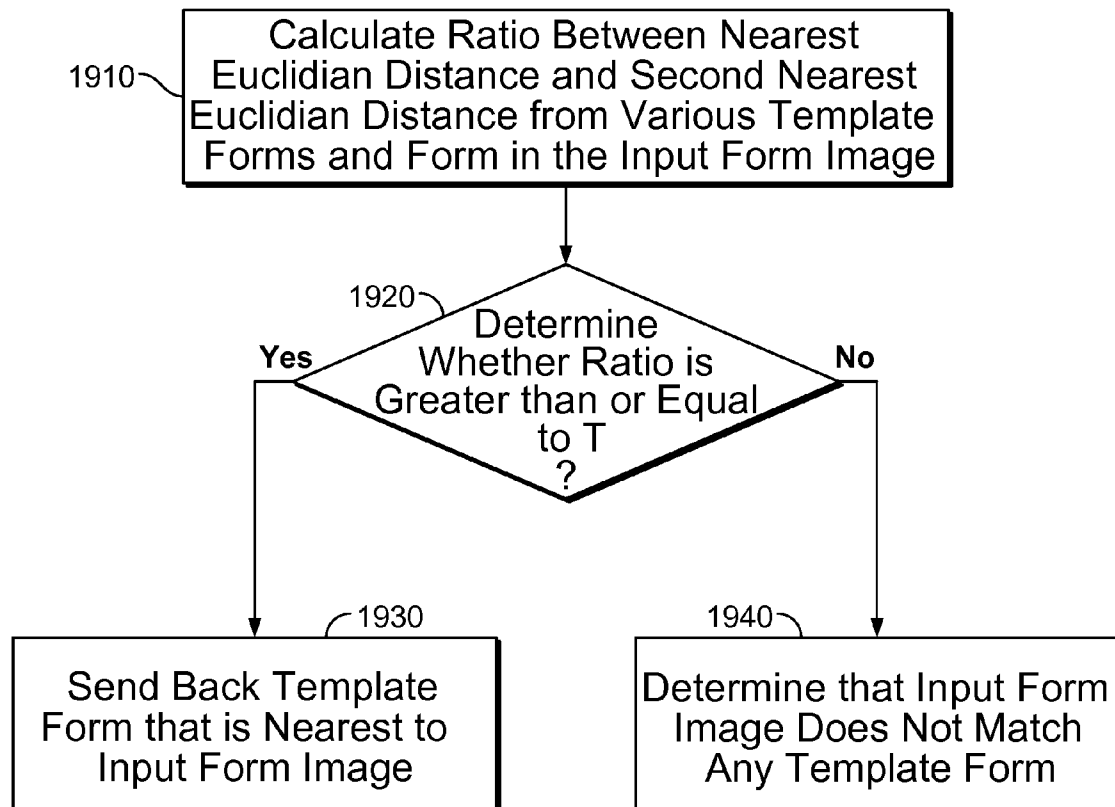 Calculate Ratio Between Nearest
1910
Euclidian Distance and Second Nearest
Euclidian Distance from Various Template
Forms and Form in the Input Form Image
1920
Determine
Yes
Whether Ratio is
No
Greater than or Equal
to T
?
1930
1940
Send Back Template
Form that is Nearest to
Input Form Image
Determine that Input Form
Image Does Not Match
Any Template Form